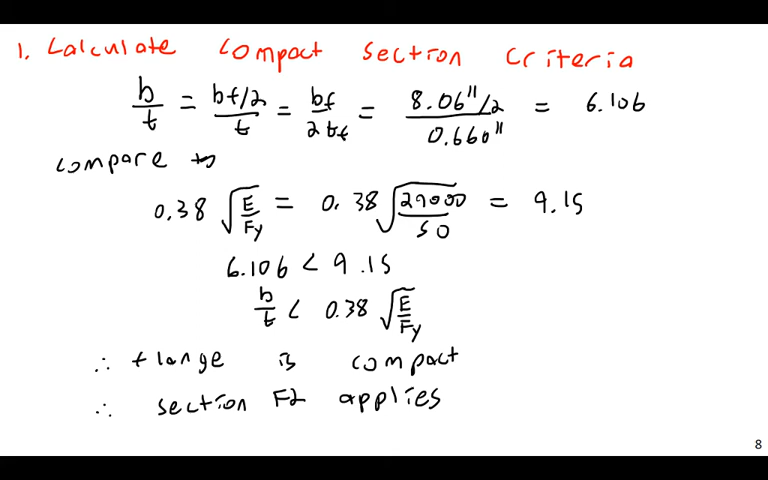 1. Calculate compact section criteria
b/t = bf/2/t = bf/2tf = 8.06"/2/0.660" = 6.106
compare to
0.38 √E/Fy = 0.38 √29000/50 = 9.15
6.106 < 9.15
b/t < 0.38 √E/Fy
∴ flange is compact
∴ section F2 applies
8